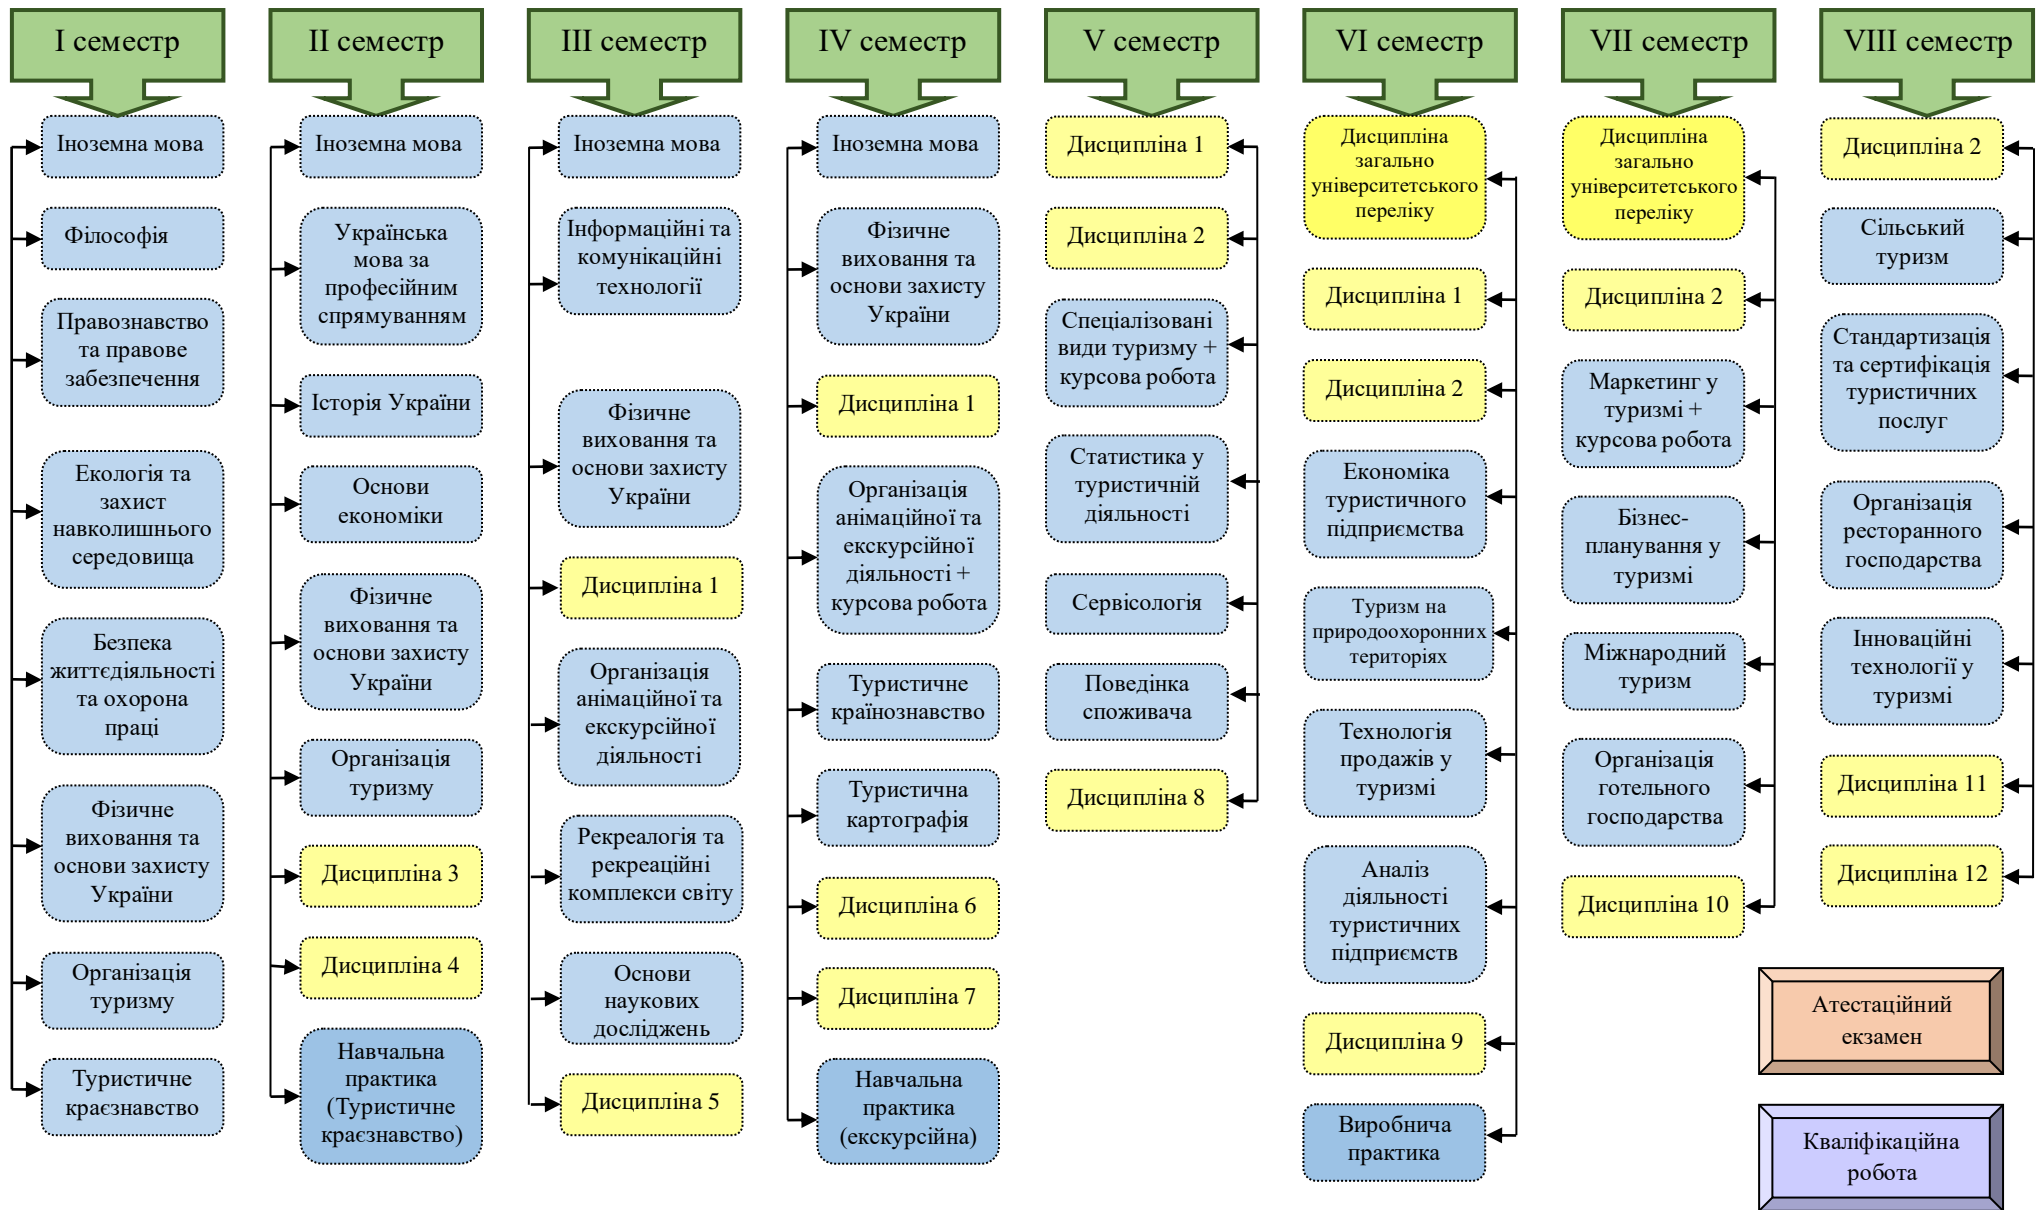 I семестр
Іноземна мова
Філософія
Правознавство
та правове
забезпечення
Екологія та
захист
навколишнього
середовища
Безпека
життєдіяльності
та охорона
праці
Фізичне
виховання та
основи захисту
України
Організація
туризму
Туристичне
краєзнавство
II семестр
Іноземна мова
Українська
мова за
професійним
спрямуванням
Історія України
Основи
економіки
Фізичне
виховання та
основи захисту
України
Організація
туризму
Дисципліна 3
Дисципліна 4
Навчальна
практика
(Туристичне
краєзнавство)
III семестр
Іноземна мова
Інформаційні та
комунікаційні
технології
Фізичне
виховання та
основи захисту
України
Дисципліна 1
Організація
анімаційної та
екскурсійної
діяльності
Рекреалогія та
рекреаційні
комплекси світу
Основи
наукових
досліджень
Дисципліна 5
IV семестр
Іноземна мова
Фізичне
виховання та
основи захисту
України
Дисципліна 1
Організація
анімаційної та
екскурсійної
діяльності +
курсова робота
Туристичне
країнознавство
Туристична
картографія
Дисципліна 6
Дисципліна 7
Навчальна
практика
(екскурсійна)
V семестр
Дисципліна 1
Дисципліна 2
Спеціалізовані
види туризму +
курсова робота
Статистика у
туристичній
діяльності
Сервісологія
Поведінка
споживача
Дисципліна 8
VI семестр
Дисципліна
загально
університетського
переліку
Дисципліна 1
Дисципліна 2
Економіка
туристичного
підприємства
Туризм на
природоохоронних
територіях
Технологія
продажів у
туризмі
Аналіз
діяльності
туристичних
підприємств
Дисципліна 9
Виробнича
практика
VII семестр
Дисципліна
загально
університетського
переліку
Дисципліна 2
Маркетинг у
туризмі +
курсова робота
Бізнес-
планування у
туризмі
Міжнародний
туризм
Організація
готельного
господарства
Дисципліна 10
VIII семестр
Дисципліна 2
Сільський
туризм
Стандартизація
та сертифікація
туристичних
послуг
Організація
ресторанного
господарства
Інноваційні
технології у
туризмі
Дисципліна 11
Дисципліна 12
Атестаційний
екзамен
Кваліфікаційна
робота